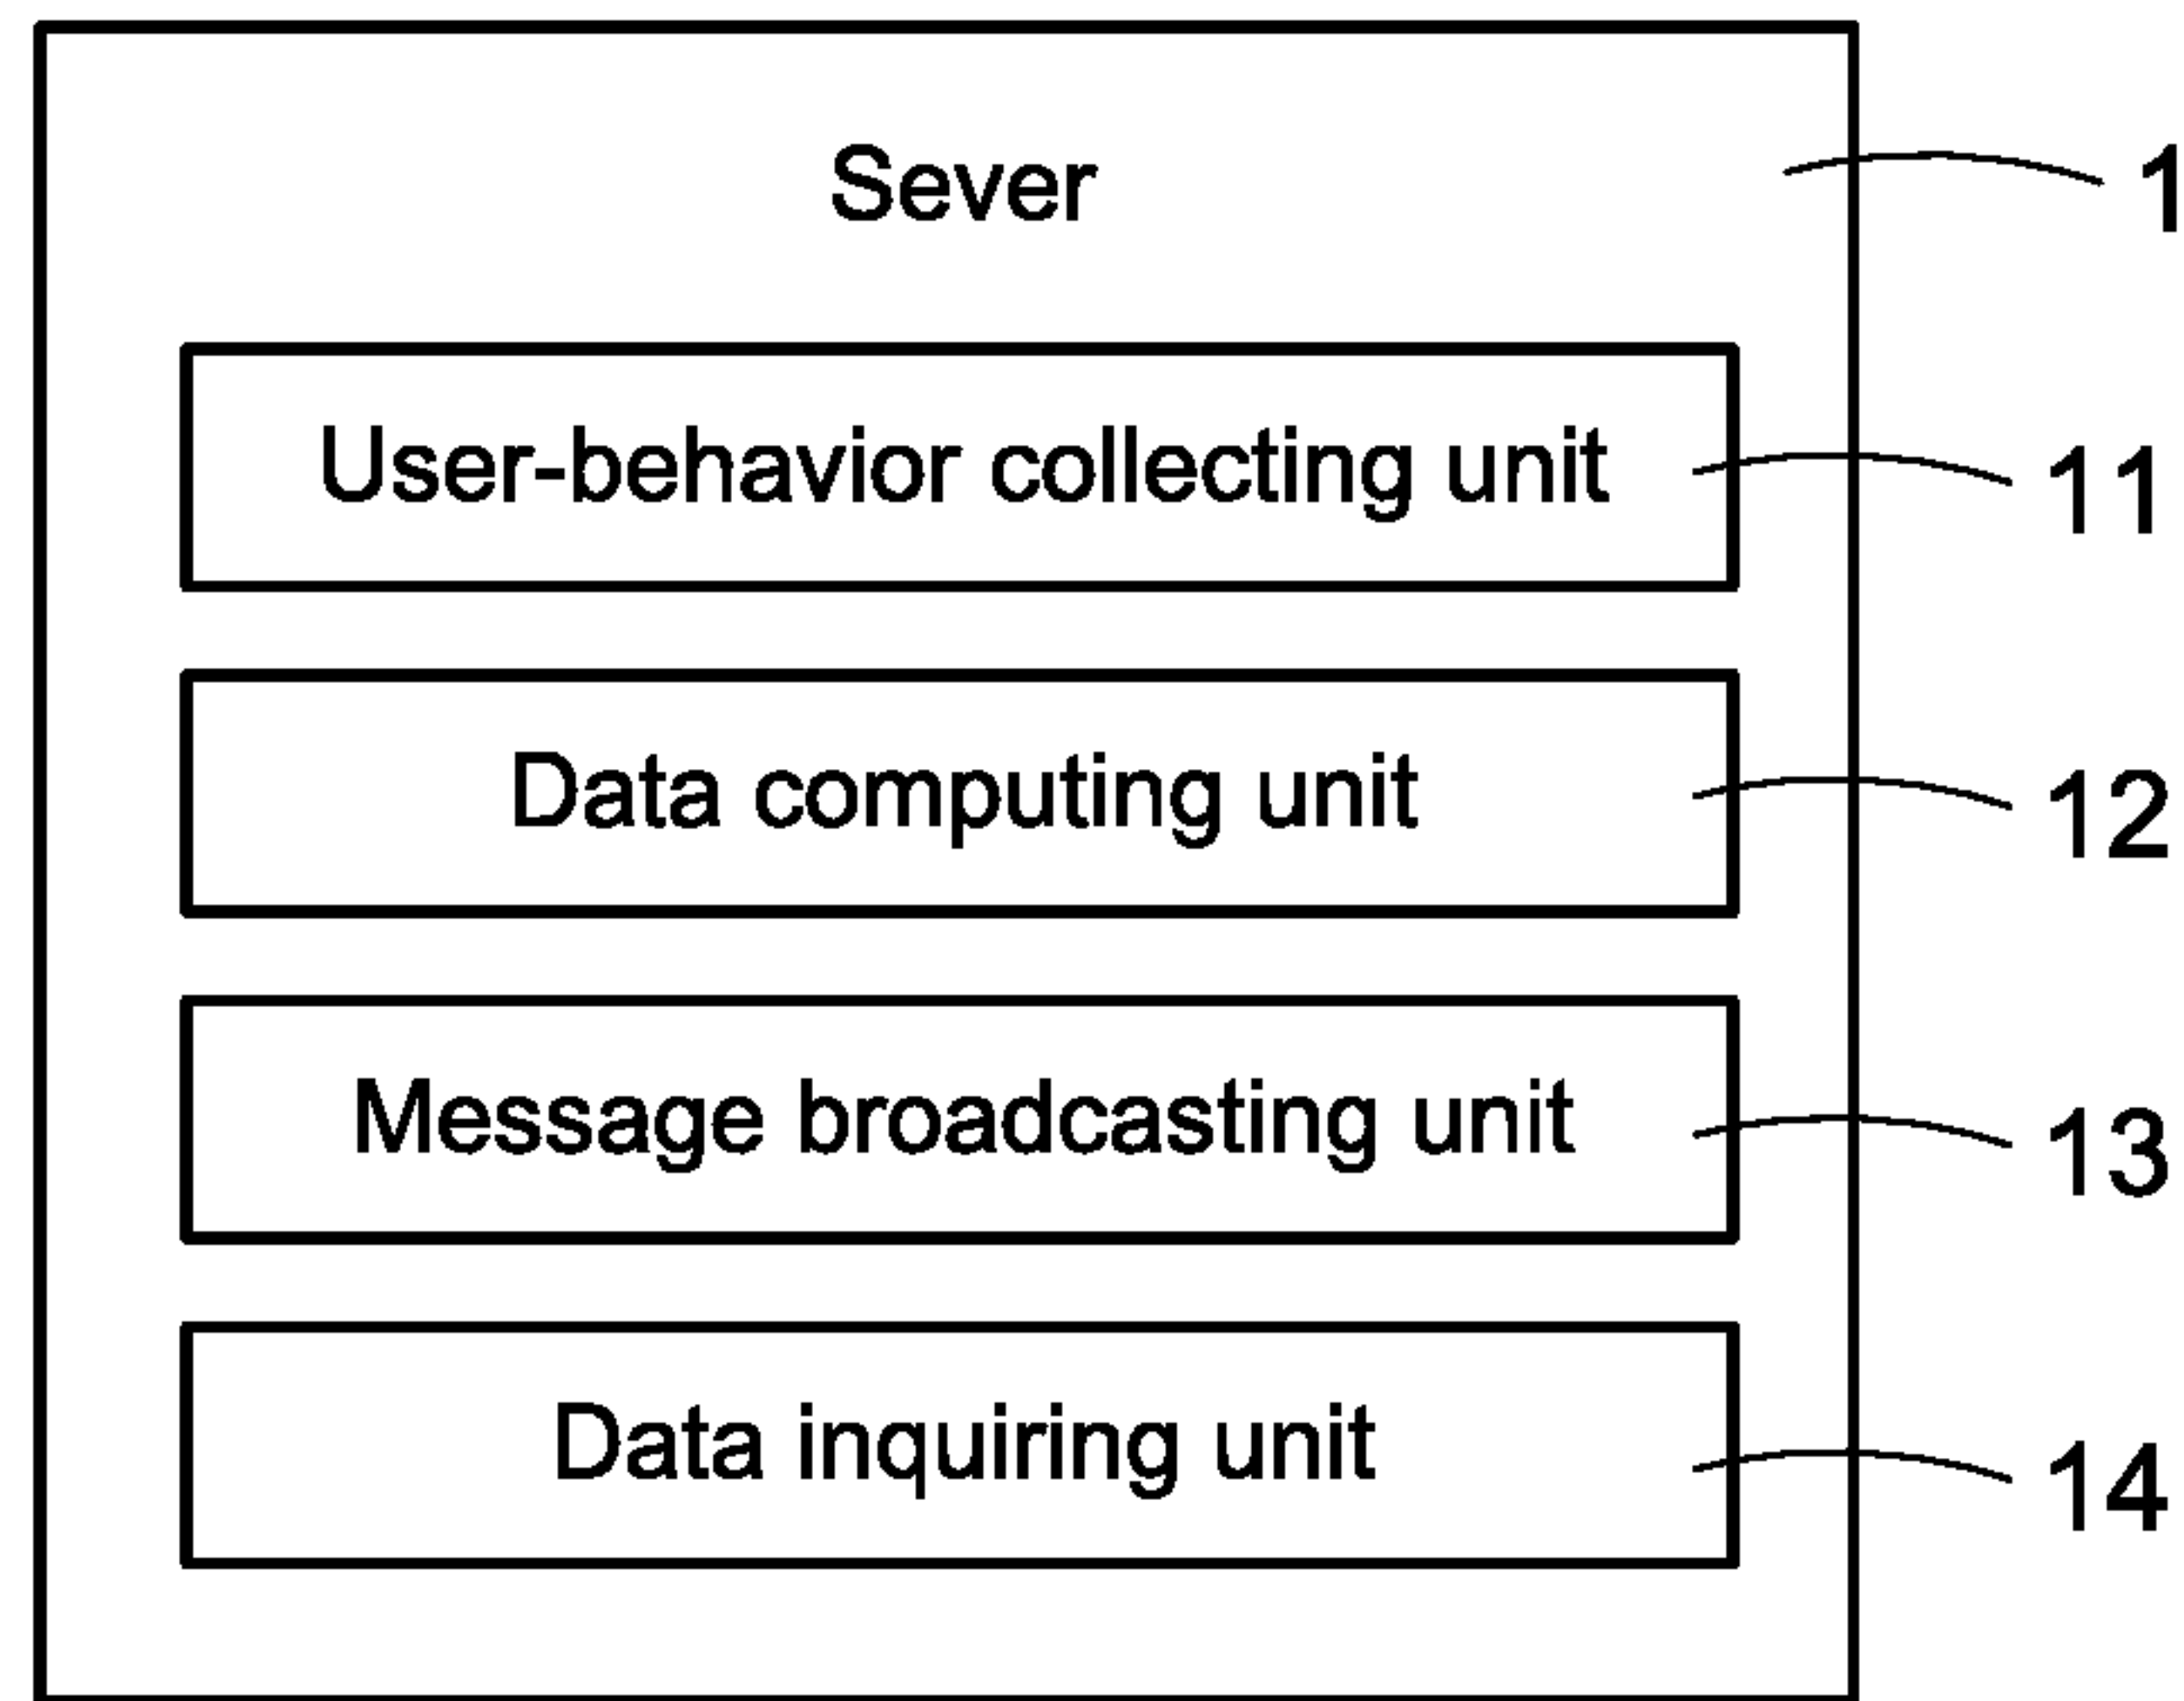 Sever 1
User-behavior collecting unit 11
Data computing unit 12
Message broadcasting unit 13
Data inquiring unit 14